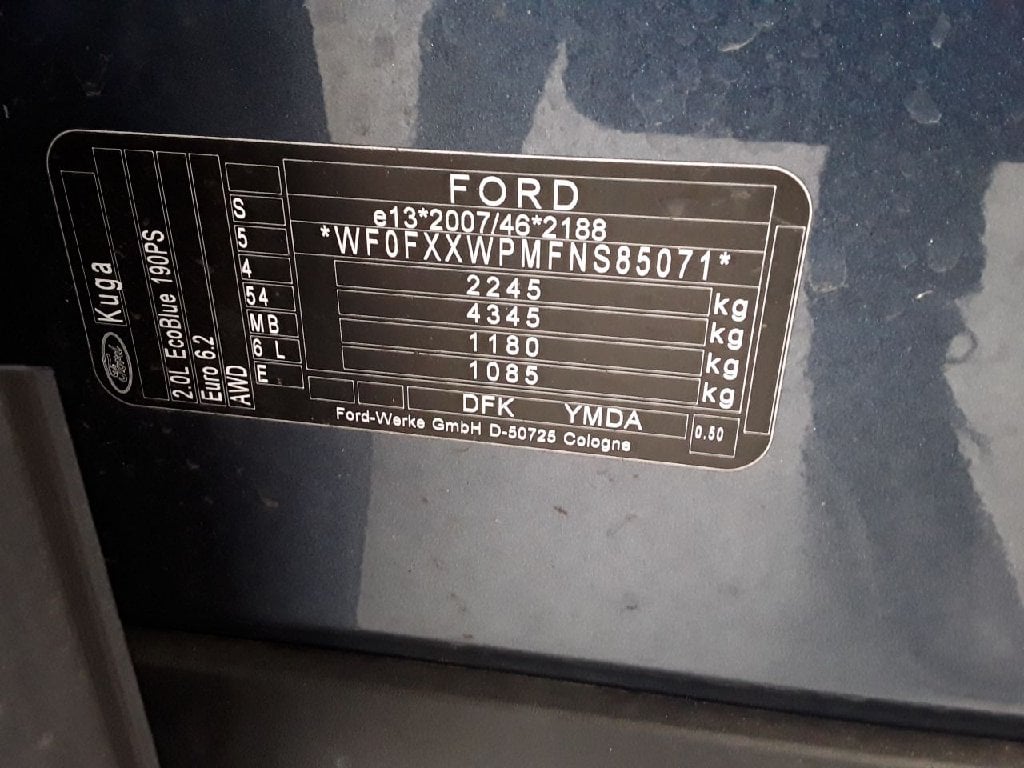 FORD
e13*2007/46*2188
*WF0FXXWPMFNS85071*
2245 kg
4345 kg
1180 kg
1085 kg
DFK YMDA 0.50
Ford-Werke GmbH D-50725 Cologne
Ford Kuga
2.0L EcoBlue 190PS
Euro 6.2
AWD
S
5
4
54
MB
6 L
E